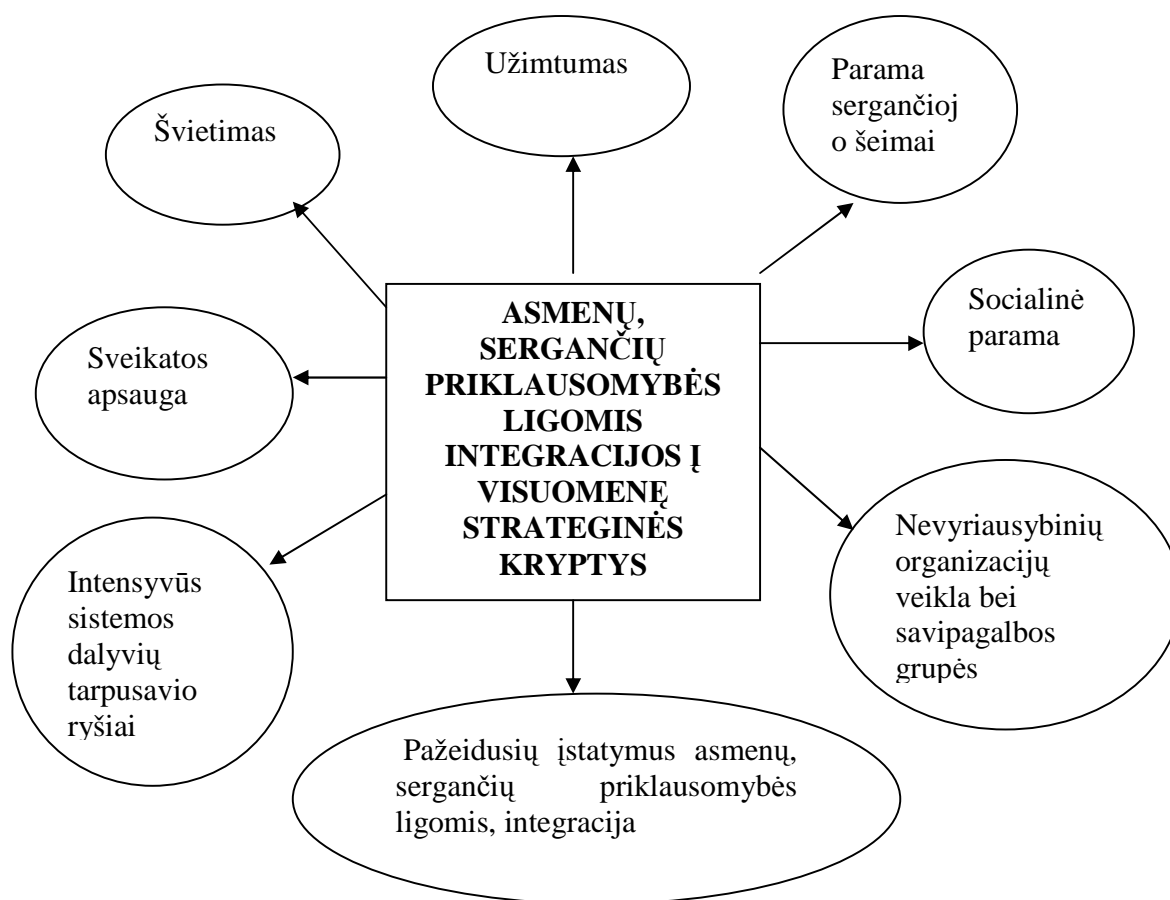 Užimtumas
Parama
sergančioj
o šeimai
Švietimas
ASMENŲ,
SERGANČIŲ
PRIKLAUSOMYBĖS
LIGOMIS
INTEGRACIJOS Į
VISUOMENĘ
STRATEGINĖS
KRYPTYS
Socialinė
parama
Sveikatos
apsauga
Nevyriausybinių
organizacijų
veikla bei
savipagalbos
grupės
Intensyvūs
sistemos
dalyvių
tarpusavio
ryšiai
Pažeidusių įstatymus asmenų,
sergančių priklausomybės
ligomis, integracija